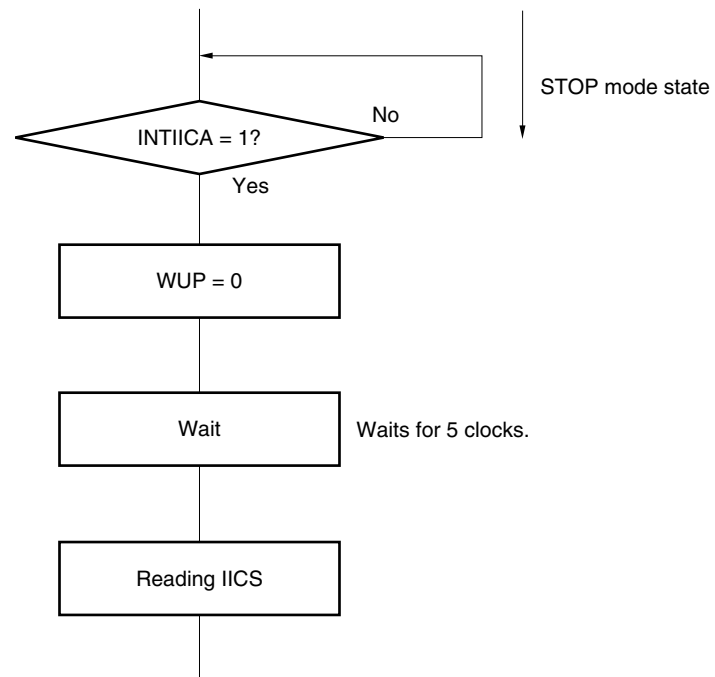 STOP mode state
No
INTIICA = 1?
Yes
WUP = 0
Wait
Waits for 5 clocks.
Reading IICS